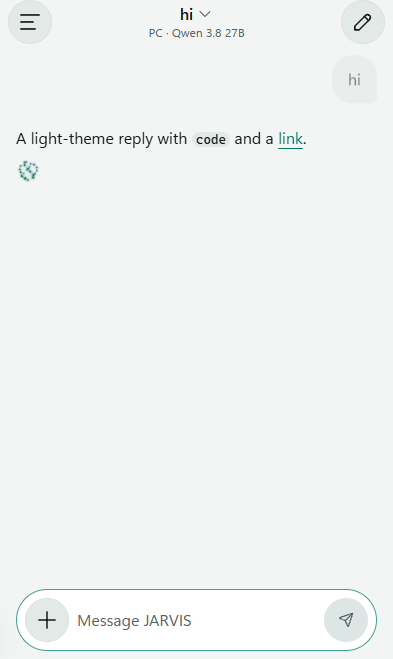 hi
PC · Qwen 3.8 27B
hi
A light-theme reply with code and a link.
Message JARVIS